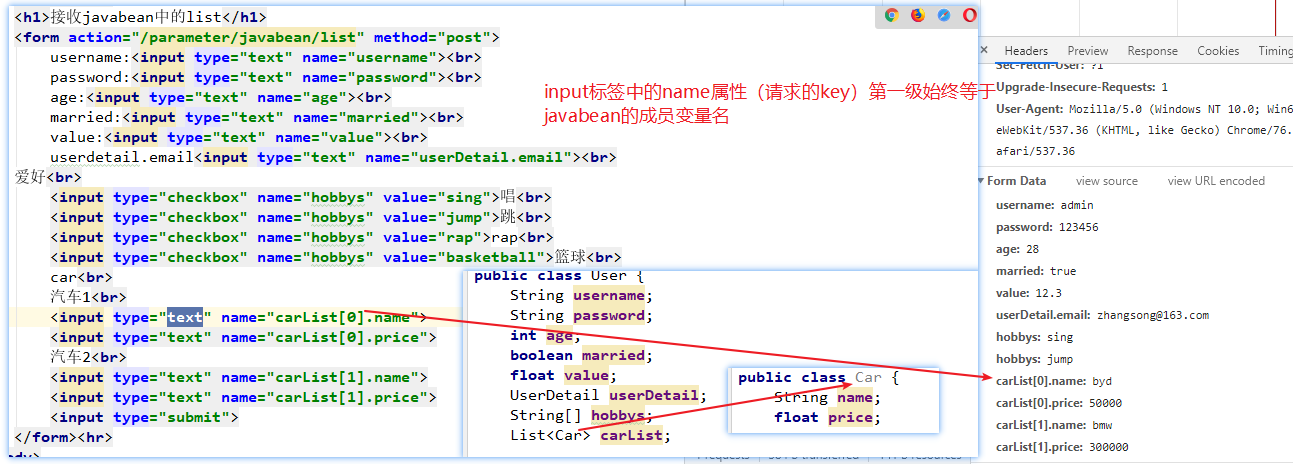 <h1>接收javabean中的list</h1>
<form action="/parameter/javabean/list" method="post">
username:<input type="text" name="username"><br>
password:<input type="text" name="password"><br>
age:<input type="text" name="age"><br>
married:<input type="text" name="married"><br>
value:<input type="text" name="value"><br>
userdetail.email<input type="text" name="userDetail.email"><br>
爱好<br>
<input type="checkbox" name="hobbys" value="sing">唱<br>
<input type="checkbox" name="hobbys" value="jump">跳<br>
<input type="checkbox" name="hobbys" value="rap">rap<br>
<input type="checkbox" name="hobbys" value="basketball">篮球<br>
car<br>
汽车1<br>
<input type="text" name="carList[0].name">
<input type="text" name="carList[0].price">
汽车2<br>
<input type="text" name="carList[1].name">
<input type="text" name="carList[1].price">
<input type="submit">
</form><hr>
input标签中的name属性（请求的key）第一级始终等于
javabean的成员变量名
public class User {
String username;
String password;
int age;
boolean married;
float value;
UserDetail userDetail;
String[] hobbys;
List<Car> carList;
public class Car {
String name;
float price;
× Headers Preview Response Cookies Timing
Sec-Fetch-User: ?1
Upgrade-Insecure-Requests: 1
User-Agent: Mozilla/5.0 (Windows NT 10.0; Win6
eWebKit/537.36 (KHTML, like Gecko) Chrome/76.
afari/537.36
Form Data view source view URL encoded
username: admin
password: 123456
age: 28
married: true
value: 12.3
userDetail.email: zhangsong@163.com
hobbys: sing
hobbys: jump
carList[0].name: byd
carList[0].price: 50000
carList[1].name: bmw
carList[1].price: 300000